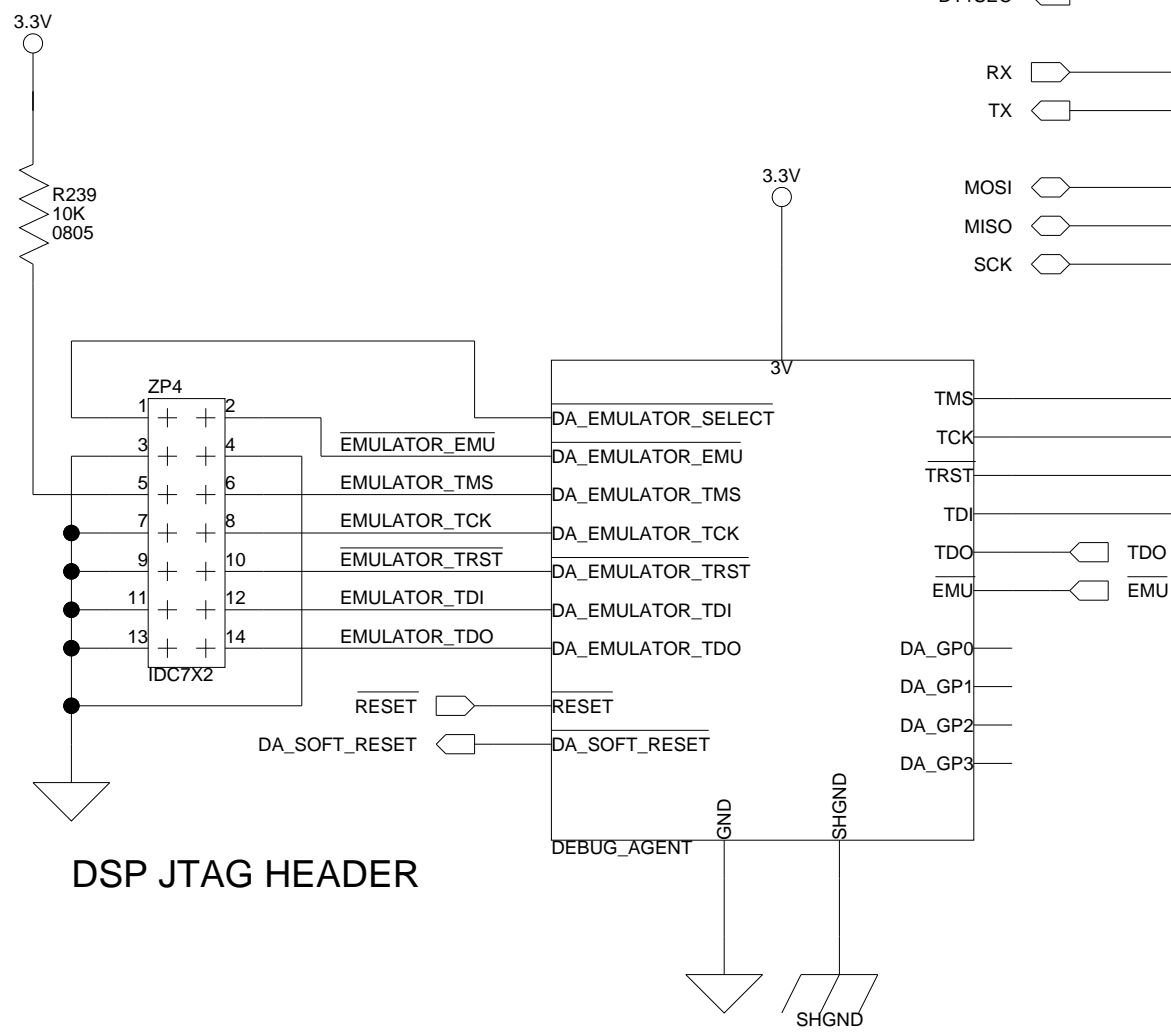 3.3V
RX
TX
3.3V
R239
10K
0805
MOSI
MISO
SCK
3V
ZP4
1 2
3 4
5 6
7 8
9 10
11 12
13 14
IDC7X2
EMULATOR_EMU
EMULATOR_TMS
EMULATOR_TCK
EMULATOR_TRST
EMULATOR_TDI
EMULATOR_TDO
RESET
DA_SOFT_RESET
DA_EMULATOR_SELECT
DA_EMULATOR_EMU
DA_EMULATOR_TMS
DA_EMULATOR_TCK
DA_EMULATOR_TRST
DA_EMULATOR_TDI
DA_EMULATOR_TDO
RESET
DA_SOFT_RESET
TMS
TCK
TRST
TDI
TDO
EMU
TDO
EMU
DA_GP0
DA_GP1
DA_GP2
DA_GP3
GND
SHGND
DEBUG_AGENT
DSP JTAG HEADER
SHGND